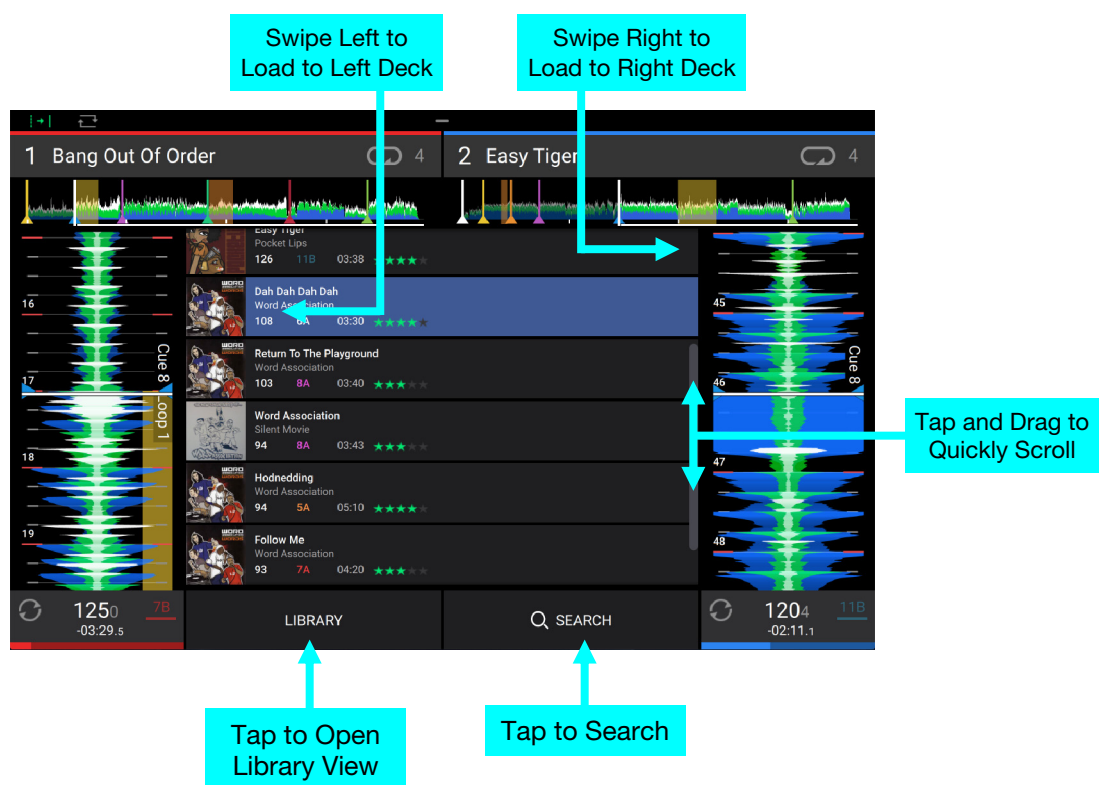 Swipe Left to
Load to Left Deck
Swipe Right to
Load to Right Deck
1 Bang Out Of Order 4
2 Easy Tiger 4
Easy Tiger
Pocket Lips
126 11B 03:38
Dah Dah Dah Dah
Word Association
108 6A 03:30
Return To The Playground
Word Association
103 8A 03:40
Word Association
Silent Movie
94 8A 03:43
Hodnedding
Word Association
94 5A 05:10
Follow Me
Word Association
93 7A 04:20
16
17
18
19
Cue 8
Loop 1
45
46
47
48
Cue 8
Tap and Drag to
Quickly Scroll
1250 7B
-03:29.5
LIBRARY
SEARCH
1204 11B
-02:11.1
Tap to Open
Library View
Tap to Search